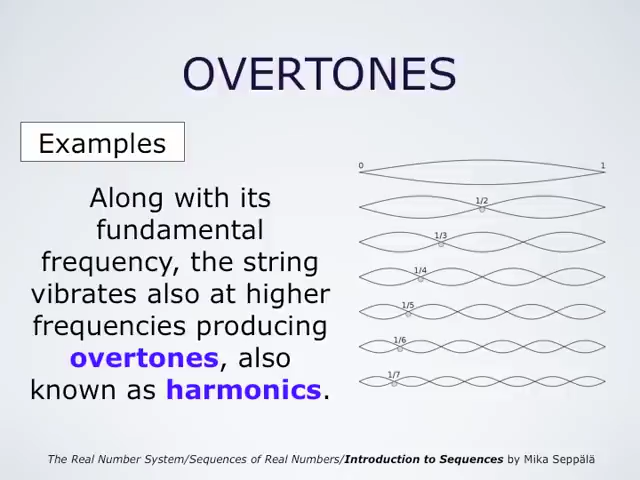 OVERTONES
Examples
Along with its
fundamental
frequency, the string
vibrates also at higher
frequencies producing
overtones, also
known as harmonics.
0 1
1/2
1/3
1/4
1/5
1/6
1/7
The Real Number System/Sequences of Real Numbers/Introduction to Sequences by Mika Seppälä